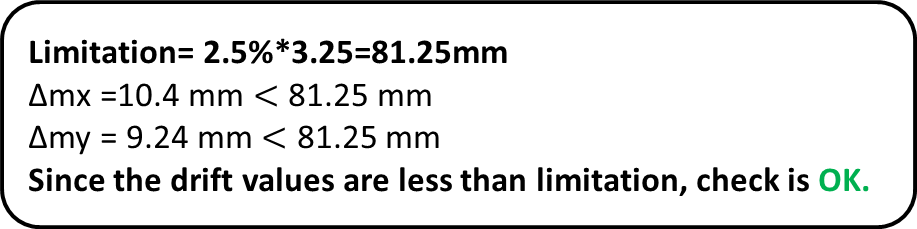 Limitation= 2.5%*3.25=81.25mm
Δmx =10.4 mm < 81.25 mm
Δmy = 9.24 mm < 81.25 mm
Since the drift values are less than limitation, check is OK.